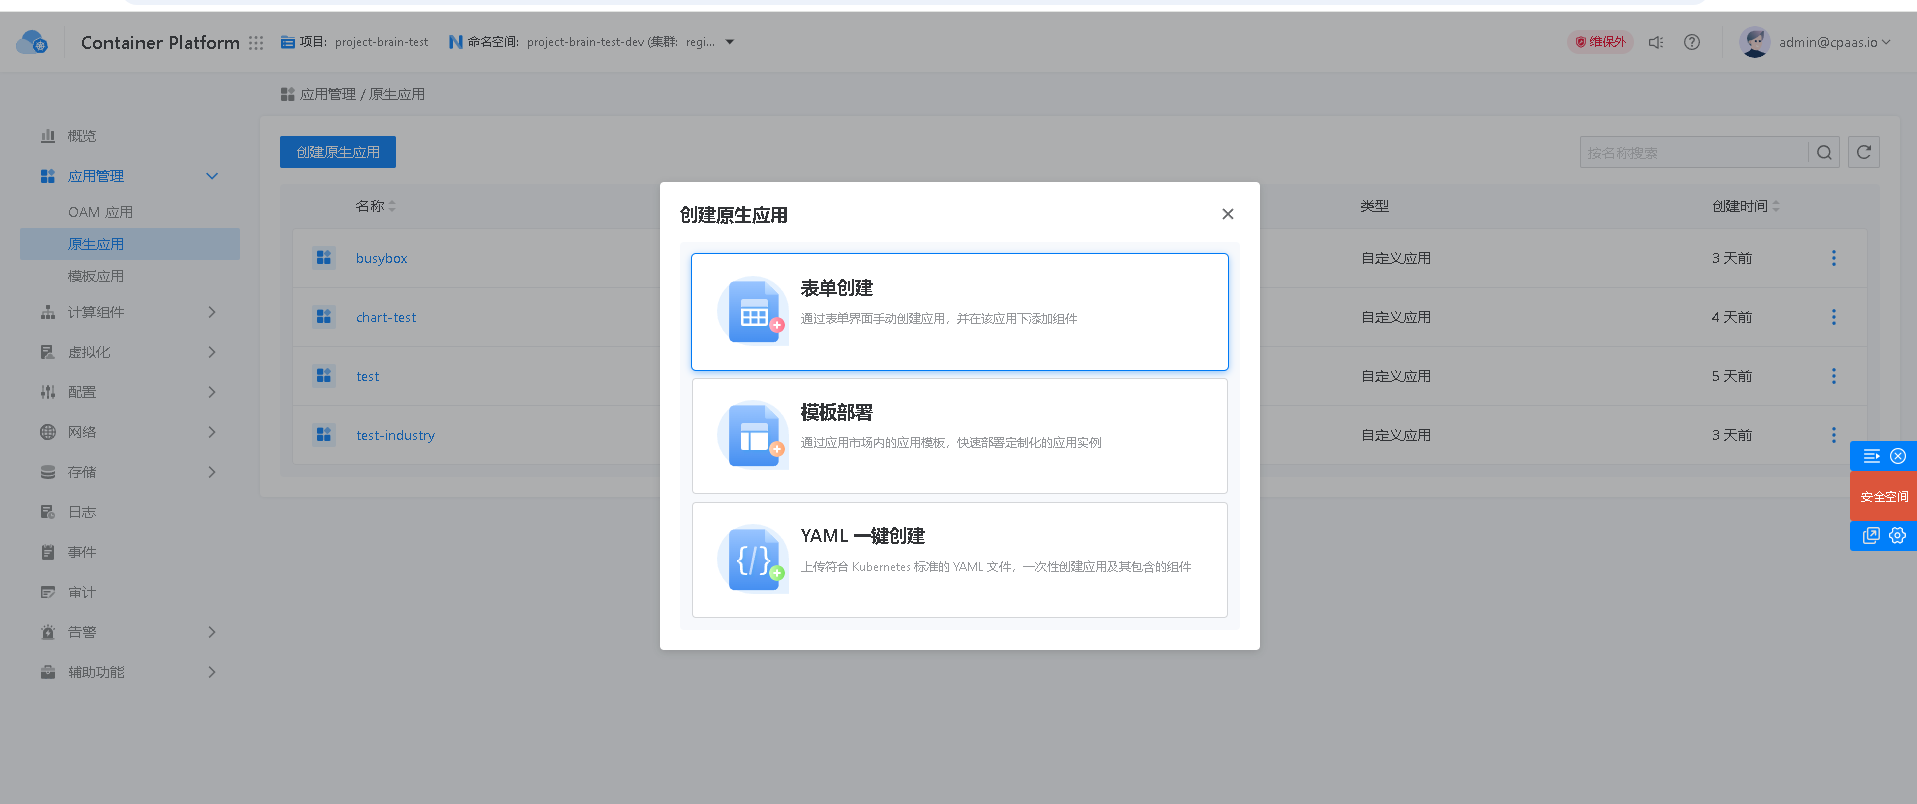 Container Platform
项目: project-brain-test
命名空间: project-brain-test-dev (集群: regi...
维保外
admin@cpaas.io
应用管理 / 原生应用
概览
应用管理
OAM 应用
原生应用
模板应用
计算组件
虚拟化
配置
网络
存储
日志
事件
审计
告警
辅助功能
创建原生应用
按名称搜索
名称 类型 创建时间
busybox 自定义应用 3 天前
chart-test 自定义应用 4 天前
test 自定义应用 5 天前
test-industry 自定义应用 3 天前
创建原生应用
表单创建
通过表单界面手动创建应用，并在该应用下添加组件
模板部署
通过应用市场内的应用模板，快速部署定制化的应用实例
YAML 一键创建
上传符合 Kubernetes 标准的 YAML 文件，一次性创建应用及其包含的组件
安全空间